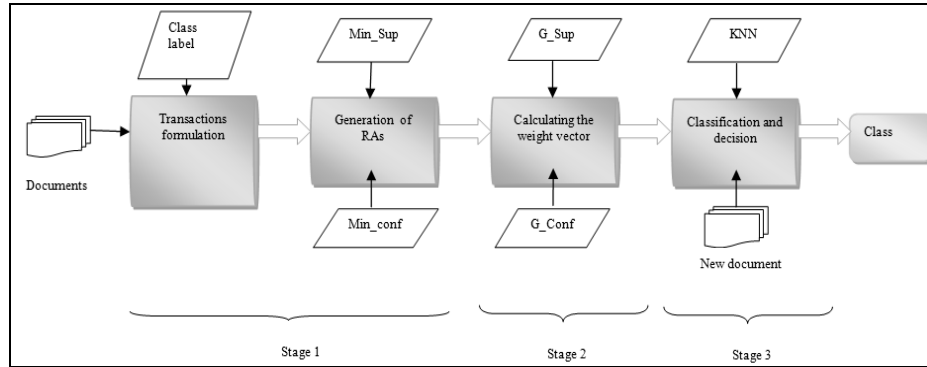 Class
label
Min_Sup
G_Sup
KNN
Transactions
formulation
Generation of
RAs
Calculating the
weight vector
Classification and
decision
Class
Documents
Min_conf
G_Conf
New document
Stage 1
Stage 2
Stage 3